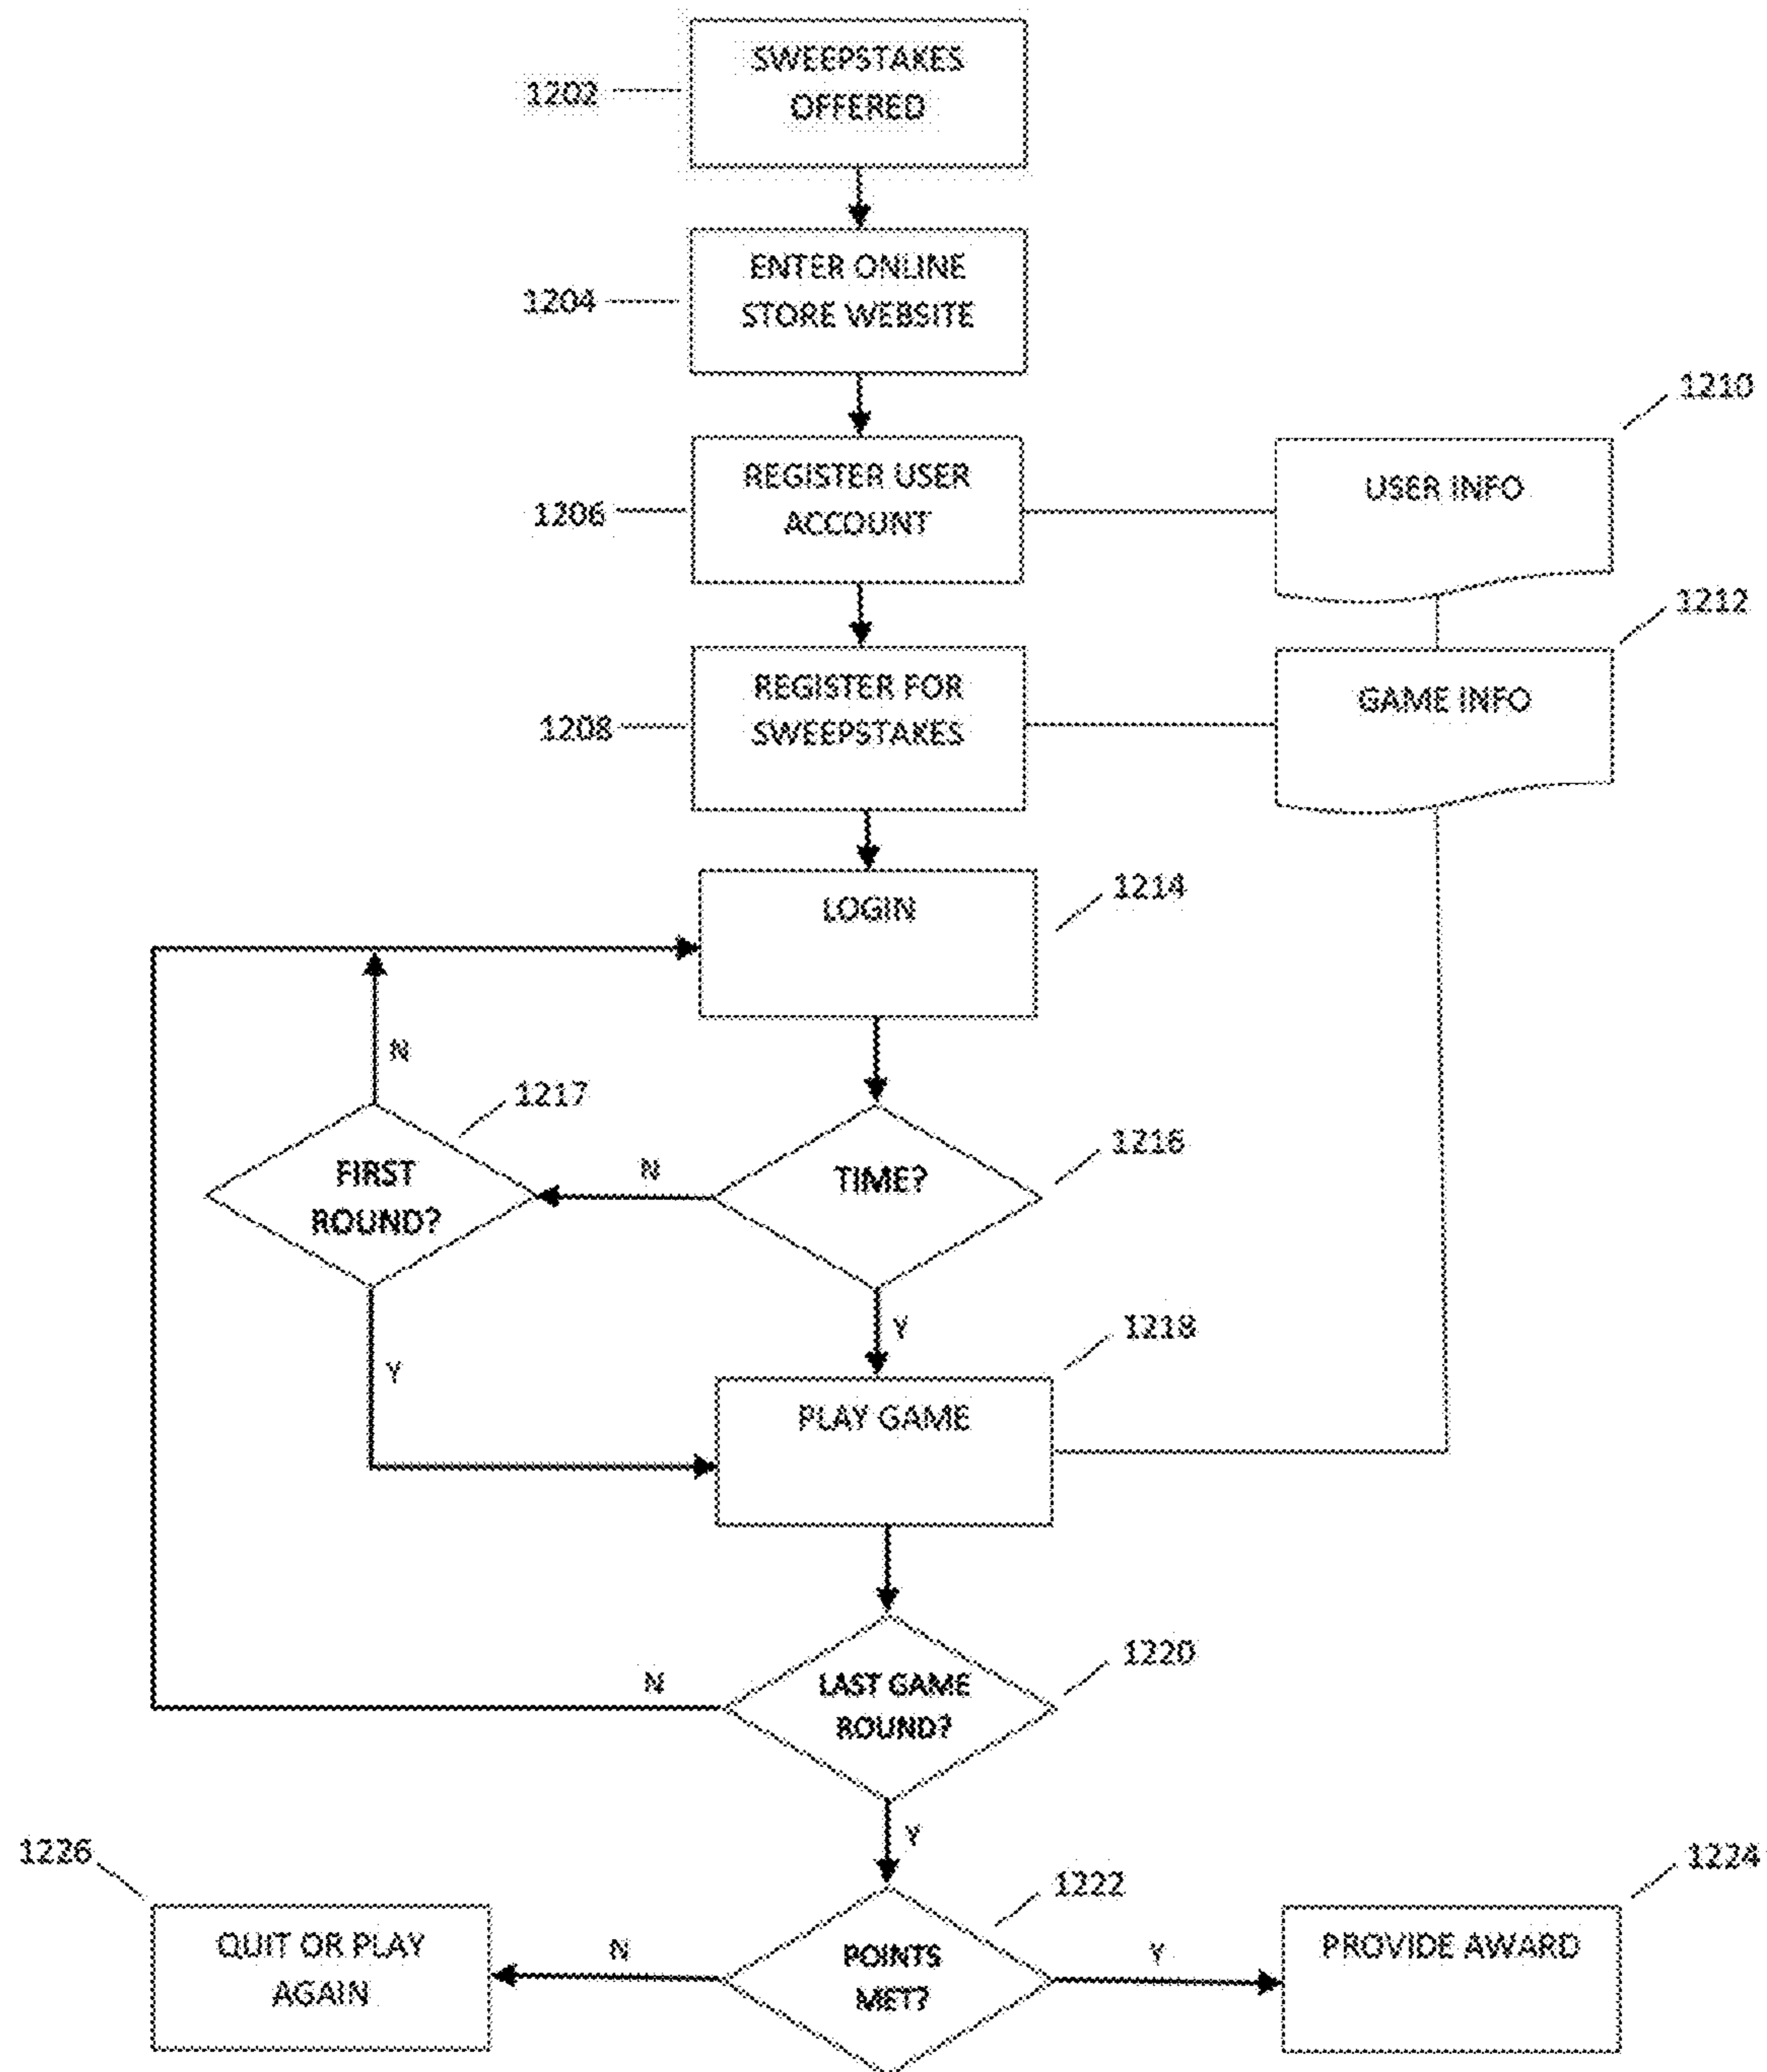 SWEEPSTAKES
OFFERED
1202
ENTER ONLINE
STORE WEBSITE
1204
1210
REGISTER USER
ACCOUNT
1206
USER INFO
1212
REGISTER FOR
SWEEPSTAKES
1208
GAME INFO
LOGIN
1214
N
1217
FIRST
ROUND?
N
TIME?
1216
Y
Y
1218
PLAY GAME
N
LAST GAME
ROUND?
1220
Y
1226
1222
1224
QUIT OR PLAY
AGAIN
N
POINTS
MET?
Y
PROVIDE AWARD